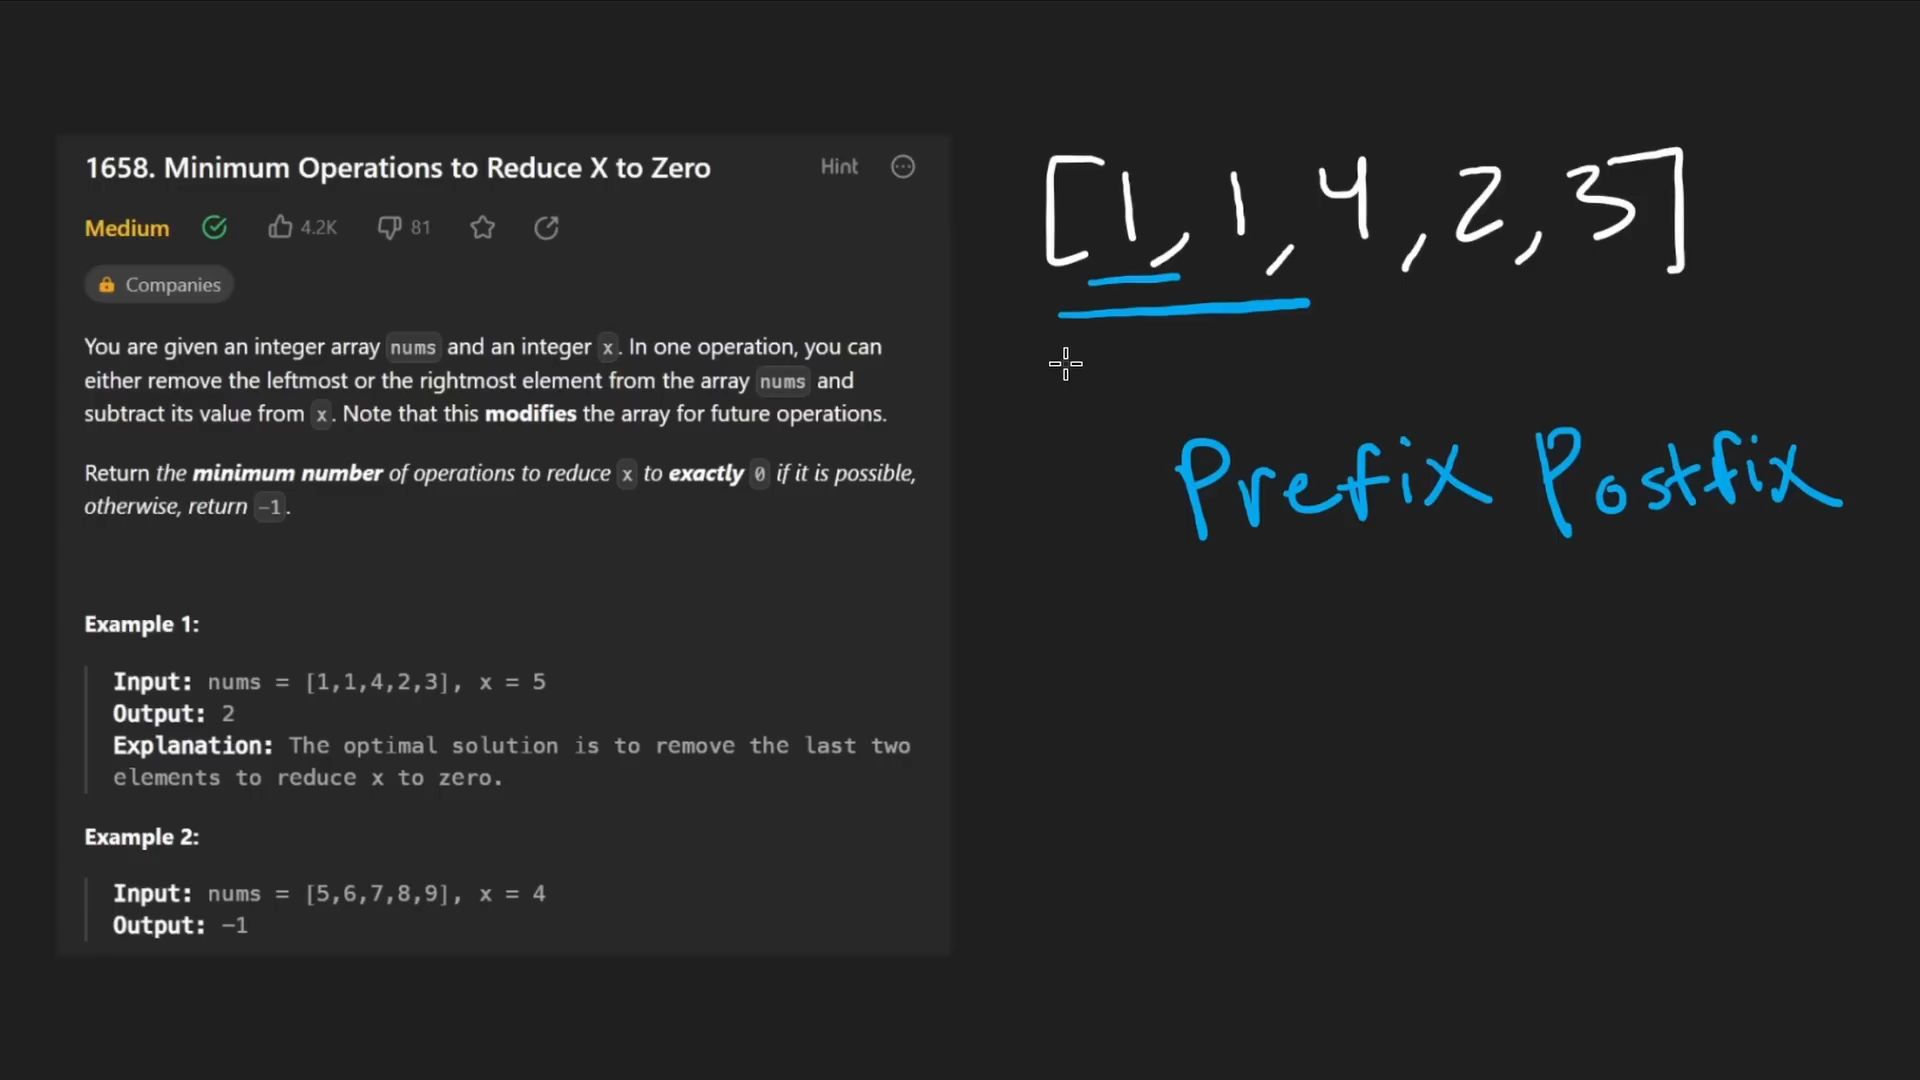 1658. Minimum Operations to Reduce X to Zero
Hint
Medium 4.2K 81
Companies
You are given an integer array nums and an integer x. In one operation, you can
either remove the leftmost or the rightmost element from the array nums and
subtract its value from x. Note that this modifies the array for future operations.
Return the minimum number of operations to reduce x to exactly 0 if it is possible,
otherwise, return -1.
Example 1:
Input: nums = [1,1,4,2,3], x = 5
Output: 2
Explanation: The optimal solution is to remove the last two
elements to reduce x to zero.
Example 2:
Input: nums = [5,6,7,8,9], x = 4
Output: -1
[1,1,4,2,3]
Prefix Postfix